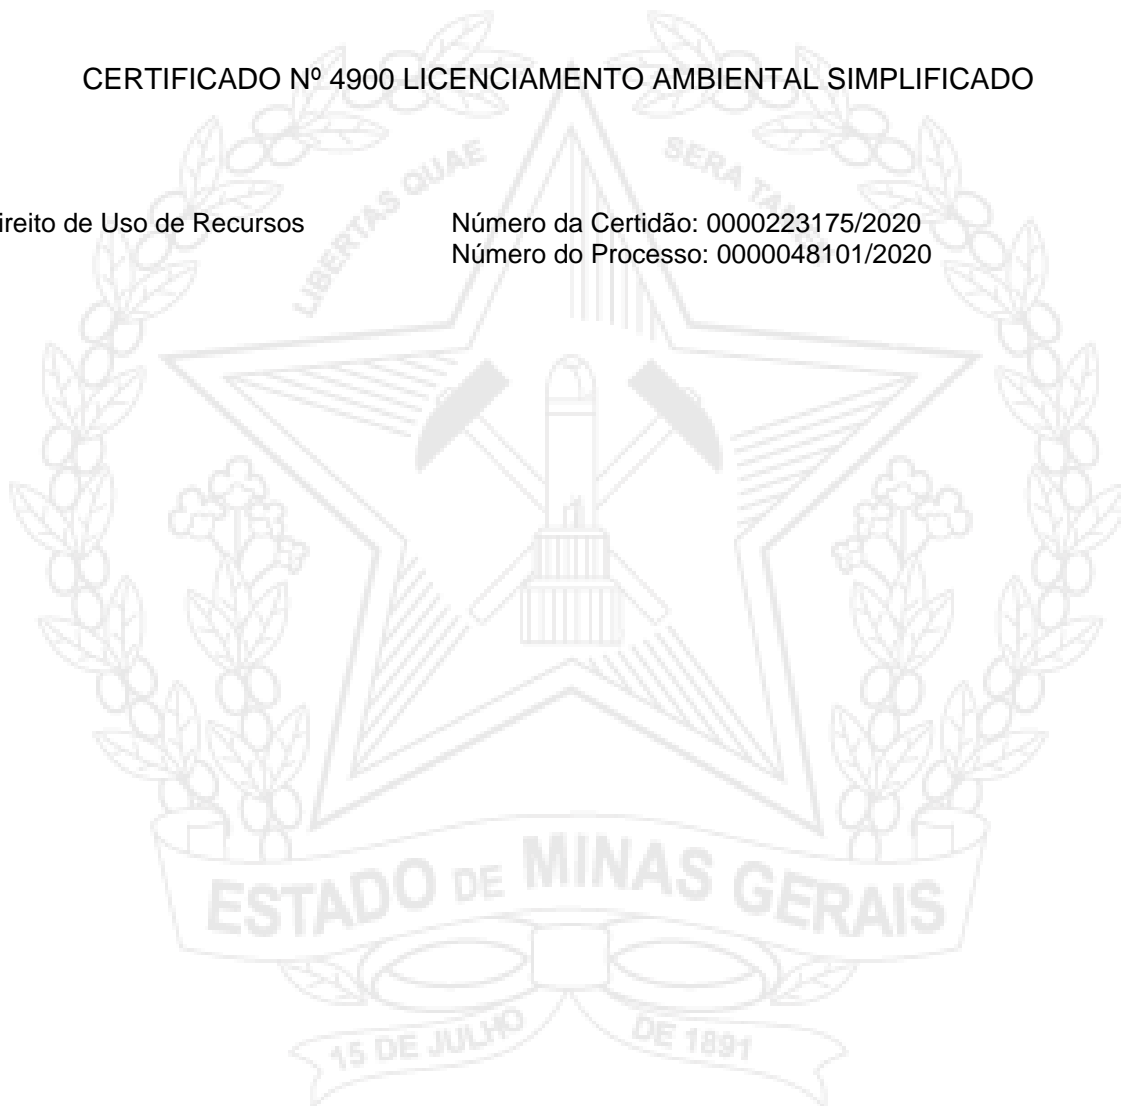 CERTIFICADO Nº 4900 LICENCIAMENTO AMBIENTAL SIMPLIFICADO
LIBERTAS QUAE SERA
ireito de Uso de Recursos Número da Certidão: 0000223175/2020
Número do Processo: 0000048101/2020
ESTADO DE MINAS GERAIS
15 DE JULHO DE 1891